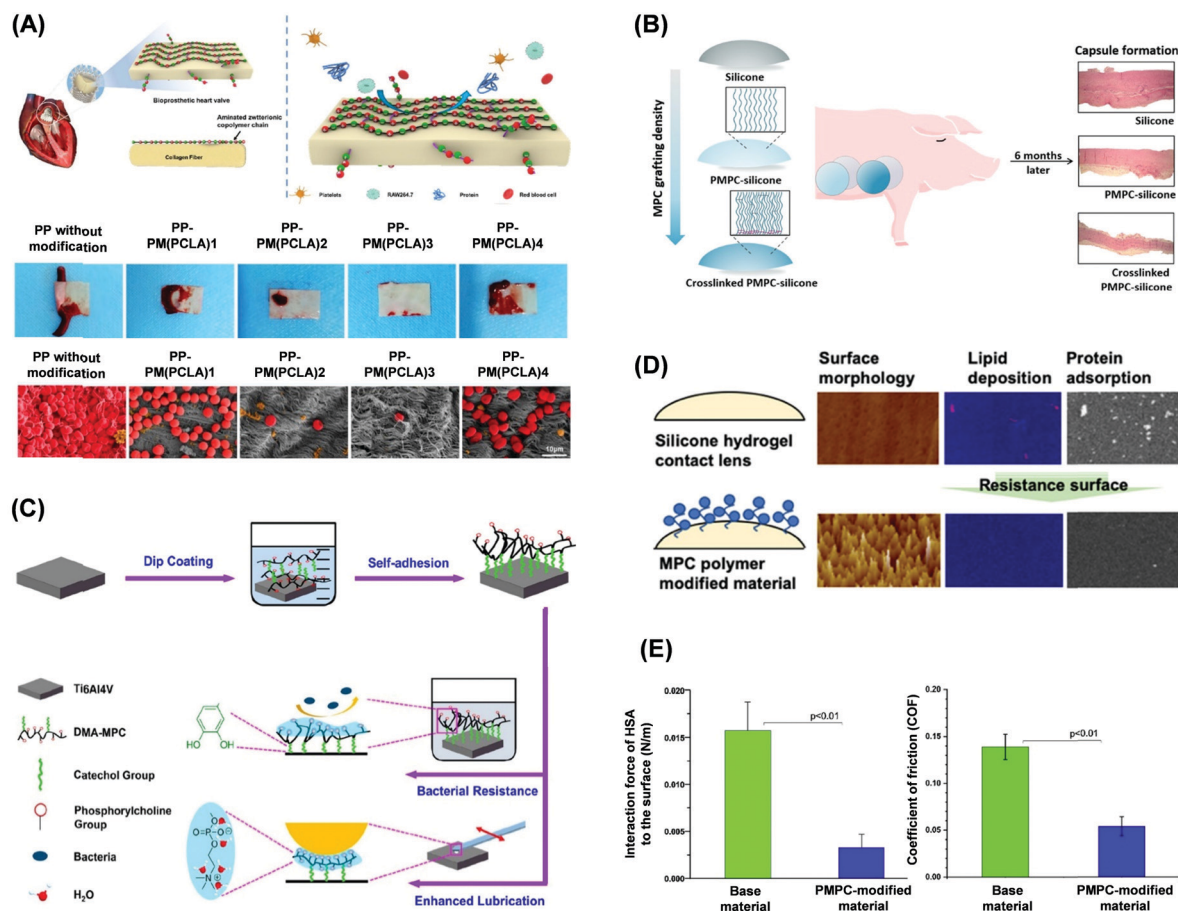 (A)
Bioprosthetic heart valve
Aminated zwitterionic
copolymer chain
Collagen Fiber
Platelets
RAW264.7
Protein
Red blood cell
PP without
modification
PP-
PM(PCLA)1
PP-
PM(PCLA)2
PP-
PM(PCLA)3
PP-
PM(PCLA)4
PP without
modification
PP-
PM(PCLA)1
PP-
PM(PCLA)2
PP-
PM(PCLA)3
PP-
PM(PCLA)4
10μm
(B)
MPC grafting density
Silicone
PMPC-silicone
Crosslinked PMPC-silicone
6 months
later
Capsule formation
Silicone
PMPC-silicone
Crosslinked
PMPC-silicone
(C)
Dip Coating
Self-adhesion
Ti6Al4V
DMA-MPC
Catechol Group
Phosphorylcholine
Group
Bacteria
H₂O
HO
OH
Bacterial Resistance
Enhanced Lubrication
(D)
Surface
morphology
Lipid
deposition
Protein
adsorption
Silicone hydrogel
contact lens
Resistance surface
MPC polymer
modified material
(E)
Interaction force of HSA
to the surface (N/m)
0.020
0.015
0.010
0.005
0.000
p<0.01
Base
material
PMPC-modified
material
Coefficient of friction (COF)
0.20
0.15
0.10
0.05
0.00
p<0.01
Base
material
PMPC-modified
material